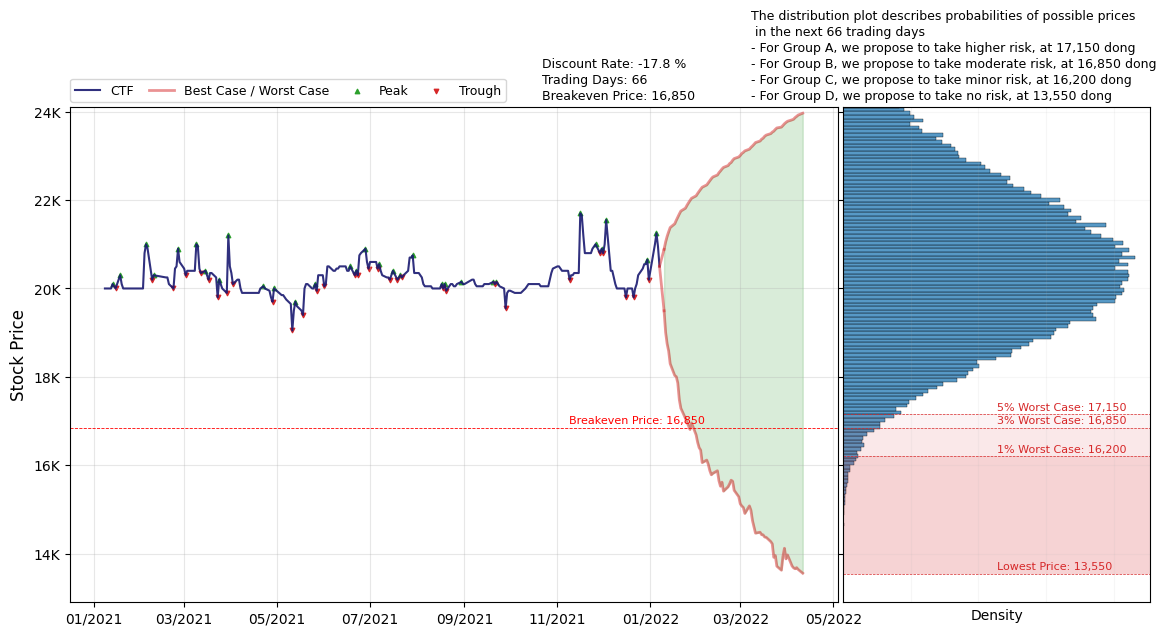 The distribution plot describes probabilities of possible prices
in the next 66 trading days
- For Group A, we propose to take higher risk, at 17,150 dong
- For Group B, we propose to take moderate risk, at 16,850 dong
- For Group C, we propose to take minor risk, at 16,200 dong
- For Group D, we propose to take no risk, at 13,550 dong
Discount Rate: -17.8 %
Trading Days: 66
Breakeven Price: 16,850
CTF
Best Case / Worst Case
Peak
Trough
Stock Price
24K
22K
20K
18K
16K
14K
Breakeven Price: 16,850
5% Worst Case: 17,150
3% Worst Case: 16,850
1% Worst Case: 16,200
Lowest Price: 13,550
01/2021
03/2021
05/2021
07/2021
09/2021
11/2021
01/2022
03/2022
05/2022
Density